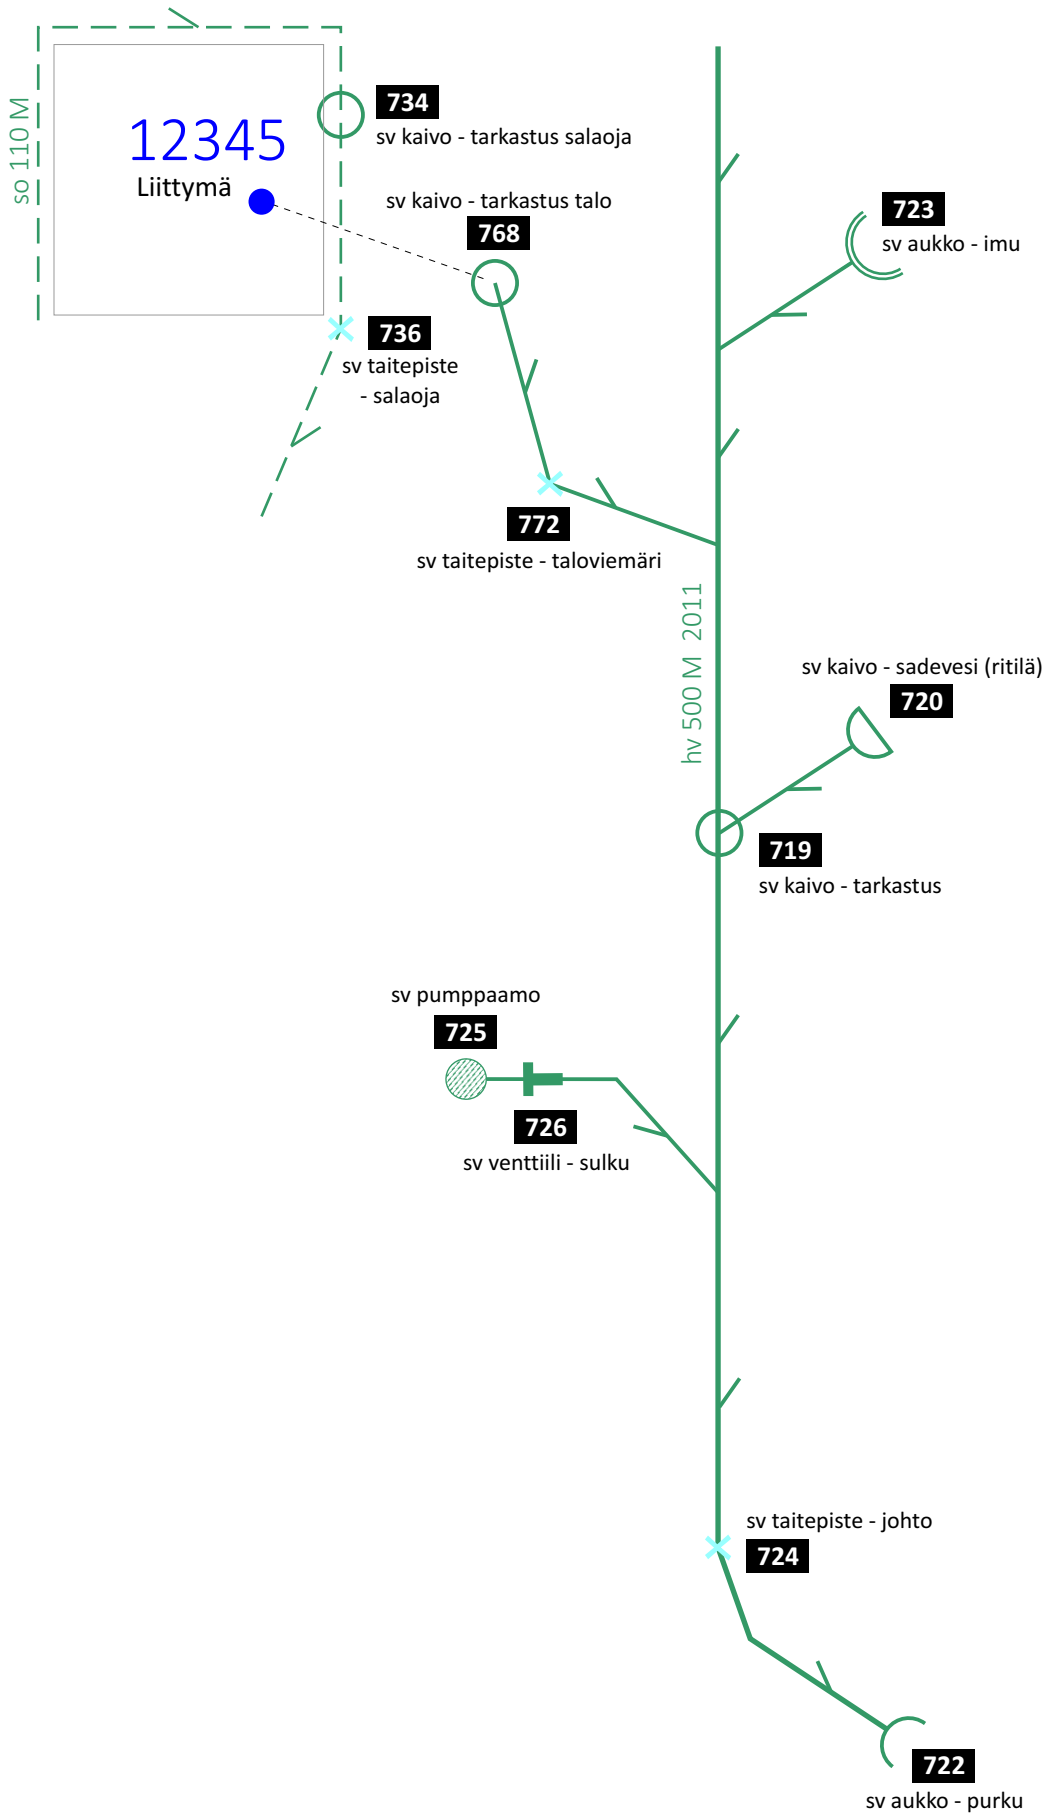 so 110 M
12345
Liittymä
734
sv kaivo - tarkastus salaoja
sv kaivo - tarkastus talo
768
723
sv aukko - imu
736
sv taitepiste
- salaoja
772
sv taitepiste - taloviemäri
hv 500 M 2011
sv kaivo - sadevesi (ritilä)
720
719
sv kaivo - tarkastus
sv pumppaamo
725
726
sv venttiili - sulku
sv taitepiste - johto
724
722
sv aukko - purku